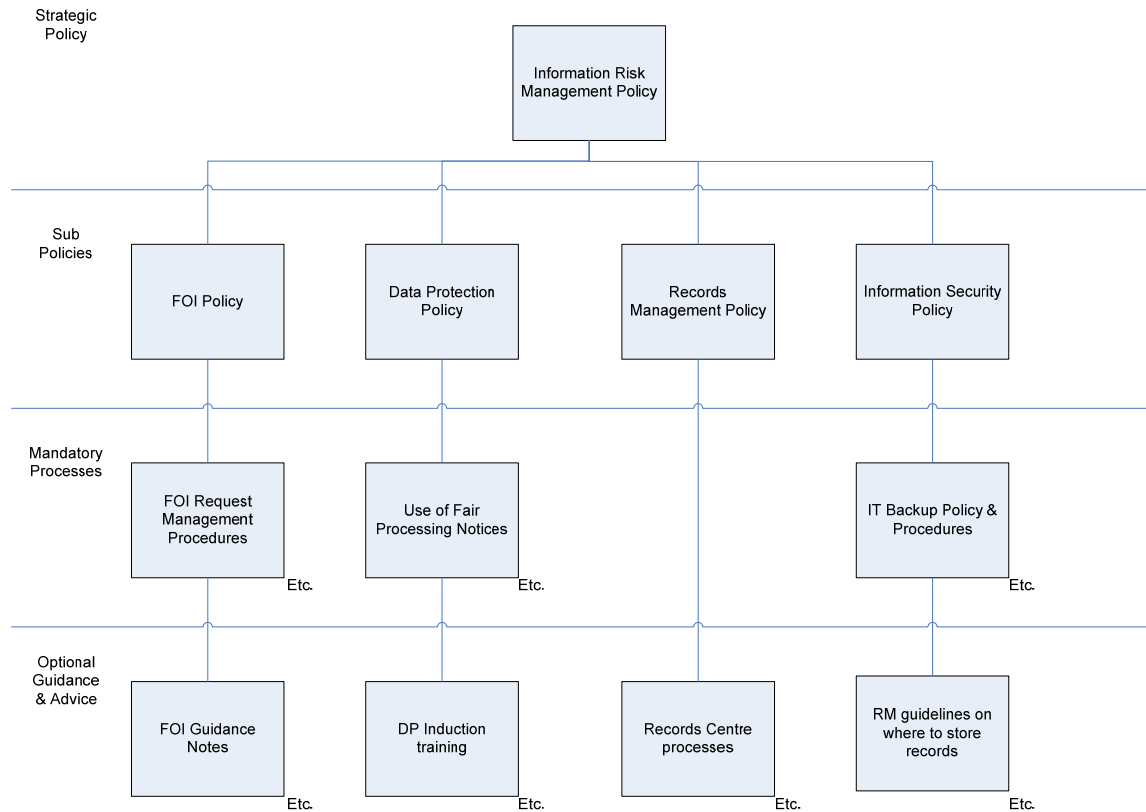 Strategic
Policy
Information Risk
Management Policy
Sub
Policies
FOI Policy
Data Protection
Policy
Records
Management Policy
Information Security
Policy
Mandatory
Processes
FOI Request
Management
Procedures
Etc.
Use of Fair
Processing Notices
Etc.
IT Backup Policy &
Procedures
Etc.
Optional
Guidance
& Advice
FOI Guidance
Notes
Etc.
DP Induction
training
Etc.
Records Centre
processes
Etc.
RM guidelines on
where to store
records
Etc.